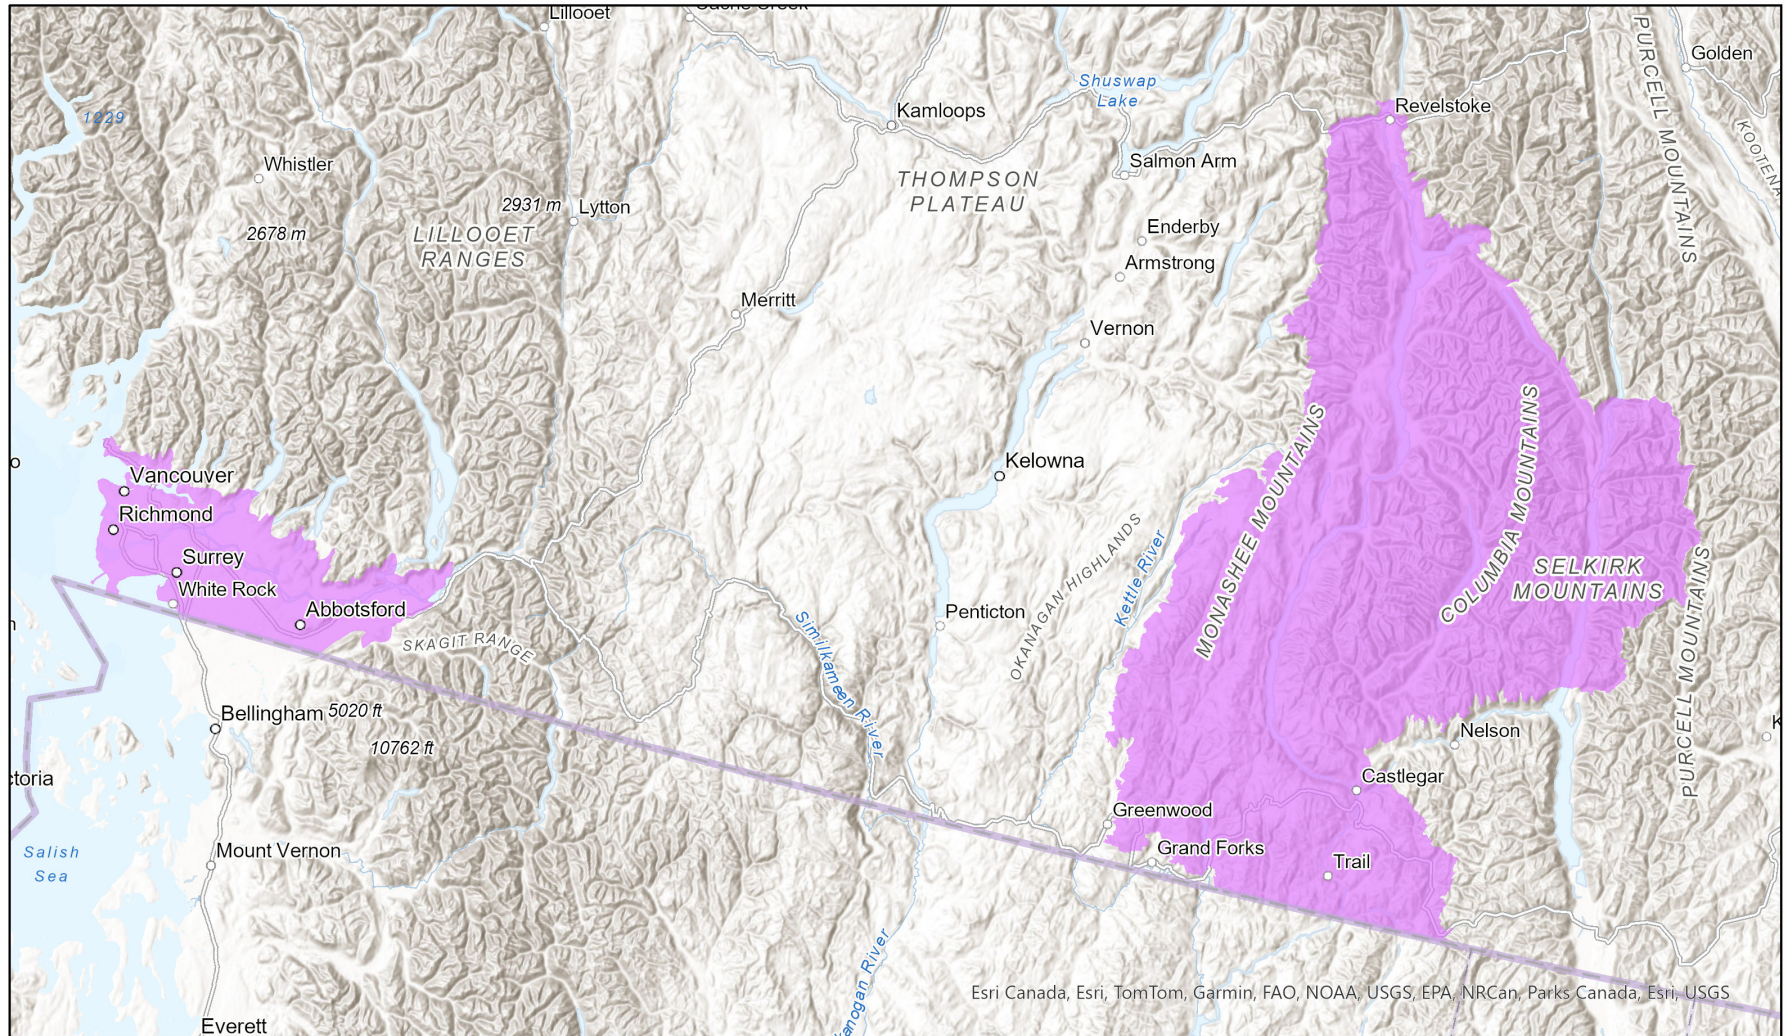 Lillooet
Golden
Revelstoke
Shuswap
Lake
Kamloops
1229
Whistler
Salmon Arm
PURCELL MOUNTAINS
THOMPSON
PLATEAU
2931 m
Lytton
2678 m
LILLOOET
RANGES
Enderby
Armstrong
Merritt
Vernon
Kelowna
Vancouver
Richmond
Surrey
White Rock
Abbotsford
SKAGIT RANGE
Similkameen River
Penticton
OKANAGAN HIGHLANDS
Kettle River
MONASHEE MOUNTAINS
COLUMBIA MOUNTAINS
SELKIRK
MOUNTAINS
PURCELL MOUNTAINS
Bellingham
5020 ft
10762 ft
Nelson
Castlegar
Greenwood
Grand Forks
Trail
Mount Vernon
Salish
Sea
Everett
Esri Canada, Esri, TomTom, Garmin, FAO, NOAA, USGS, EPA, NRCan, Parks Canada, Esri, USGS